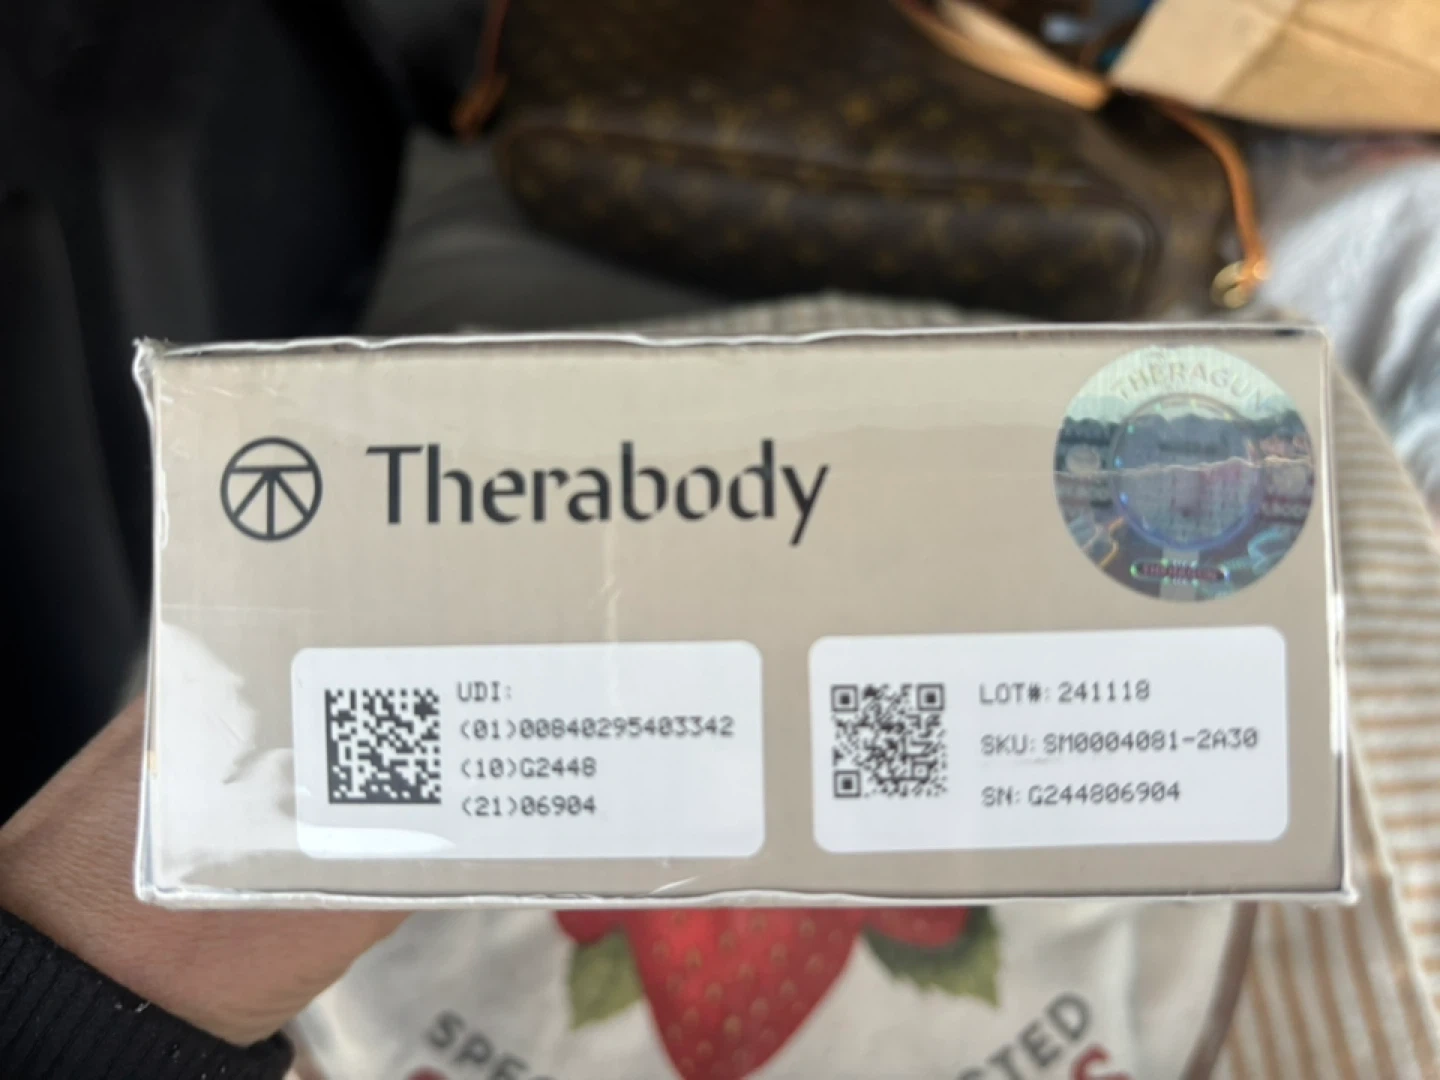 THERAGUN
Therabody
UDI:
(01)00840295403342
(10)G2448
(21)06904
LOT#: 241118
SKU: SM0004081-2A30
SN: G244806904